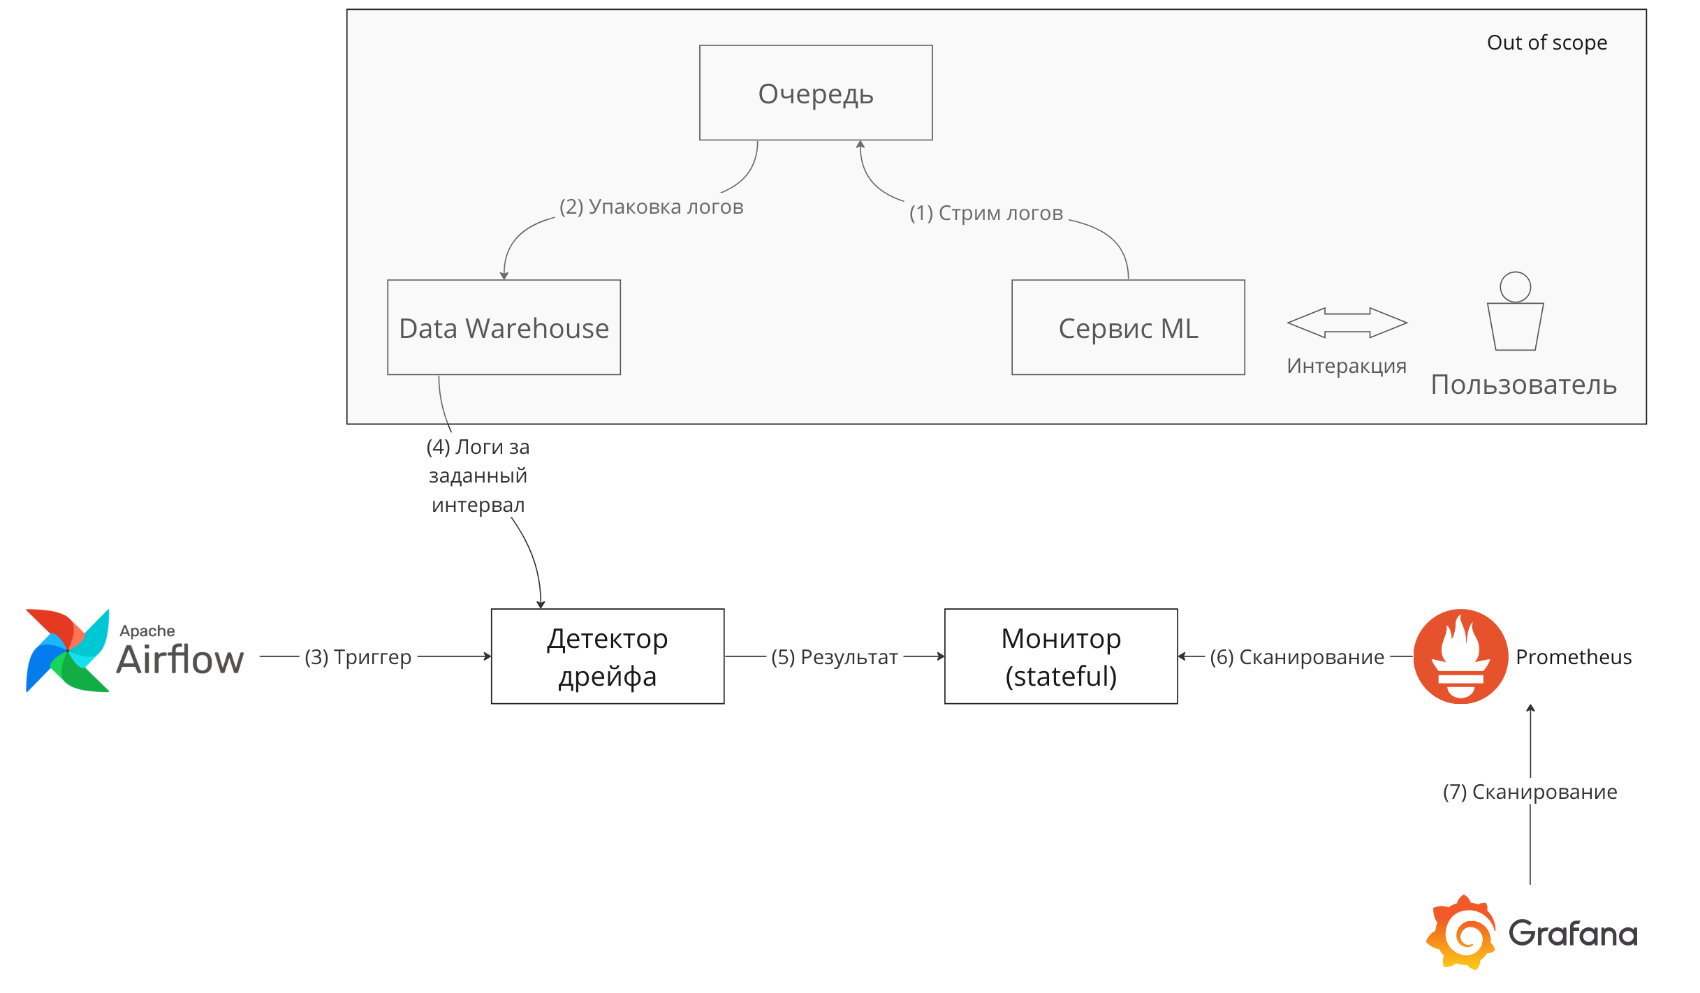 Out of scope
Очередь
(2) Упаковка логов
(1) Стрим логов
Data Warehouse
Сервис ML
Интеракция
Пользователь
(4) Логи за
заданный
интервал
Apache
Airflow
(3) Триггер
Детектор
дрейфа
(5) Результат
Монитор
(stateful)
(6) Сканирование
Prometheus
(7) Сканирование
Grafana